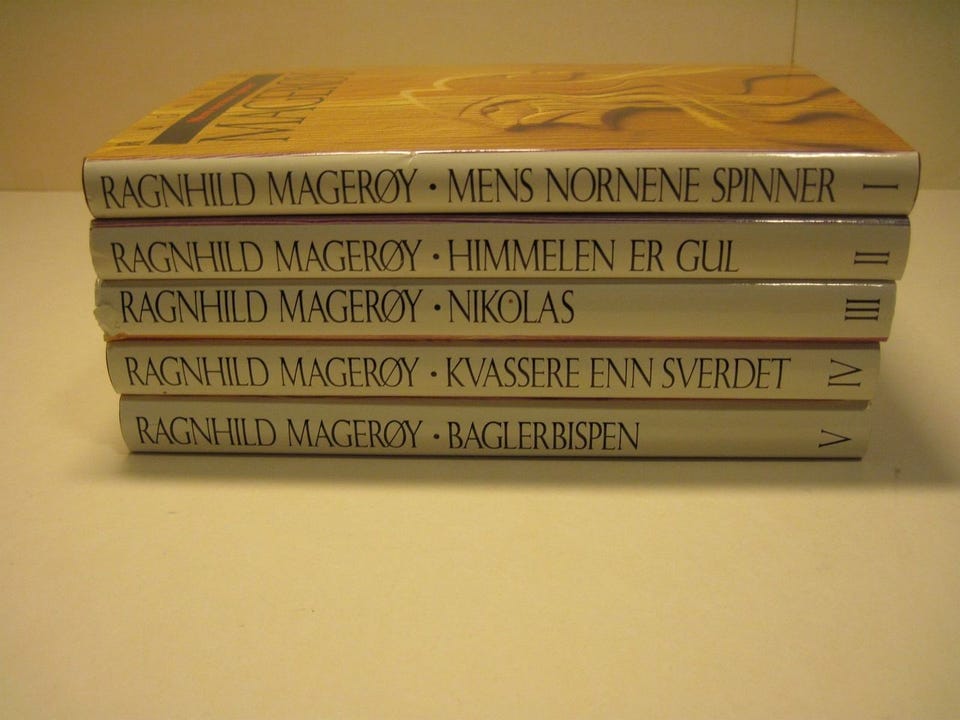 MAGERØY
RAGNHILD MAGERØY · MENS NORNENE SPINNER I
RAGNHILD MAGERØY · HIMMELEN ER GUL II
RAGNHILD MAGERØY · NIKOLAS III
RAGNHILD MAGERØY · KVASSERE ENN SVERDET IV
RAGNHILD MAGERØY · BAGLERBISPEN V